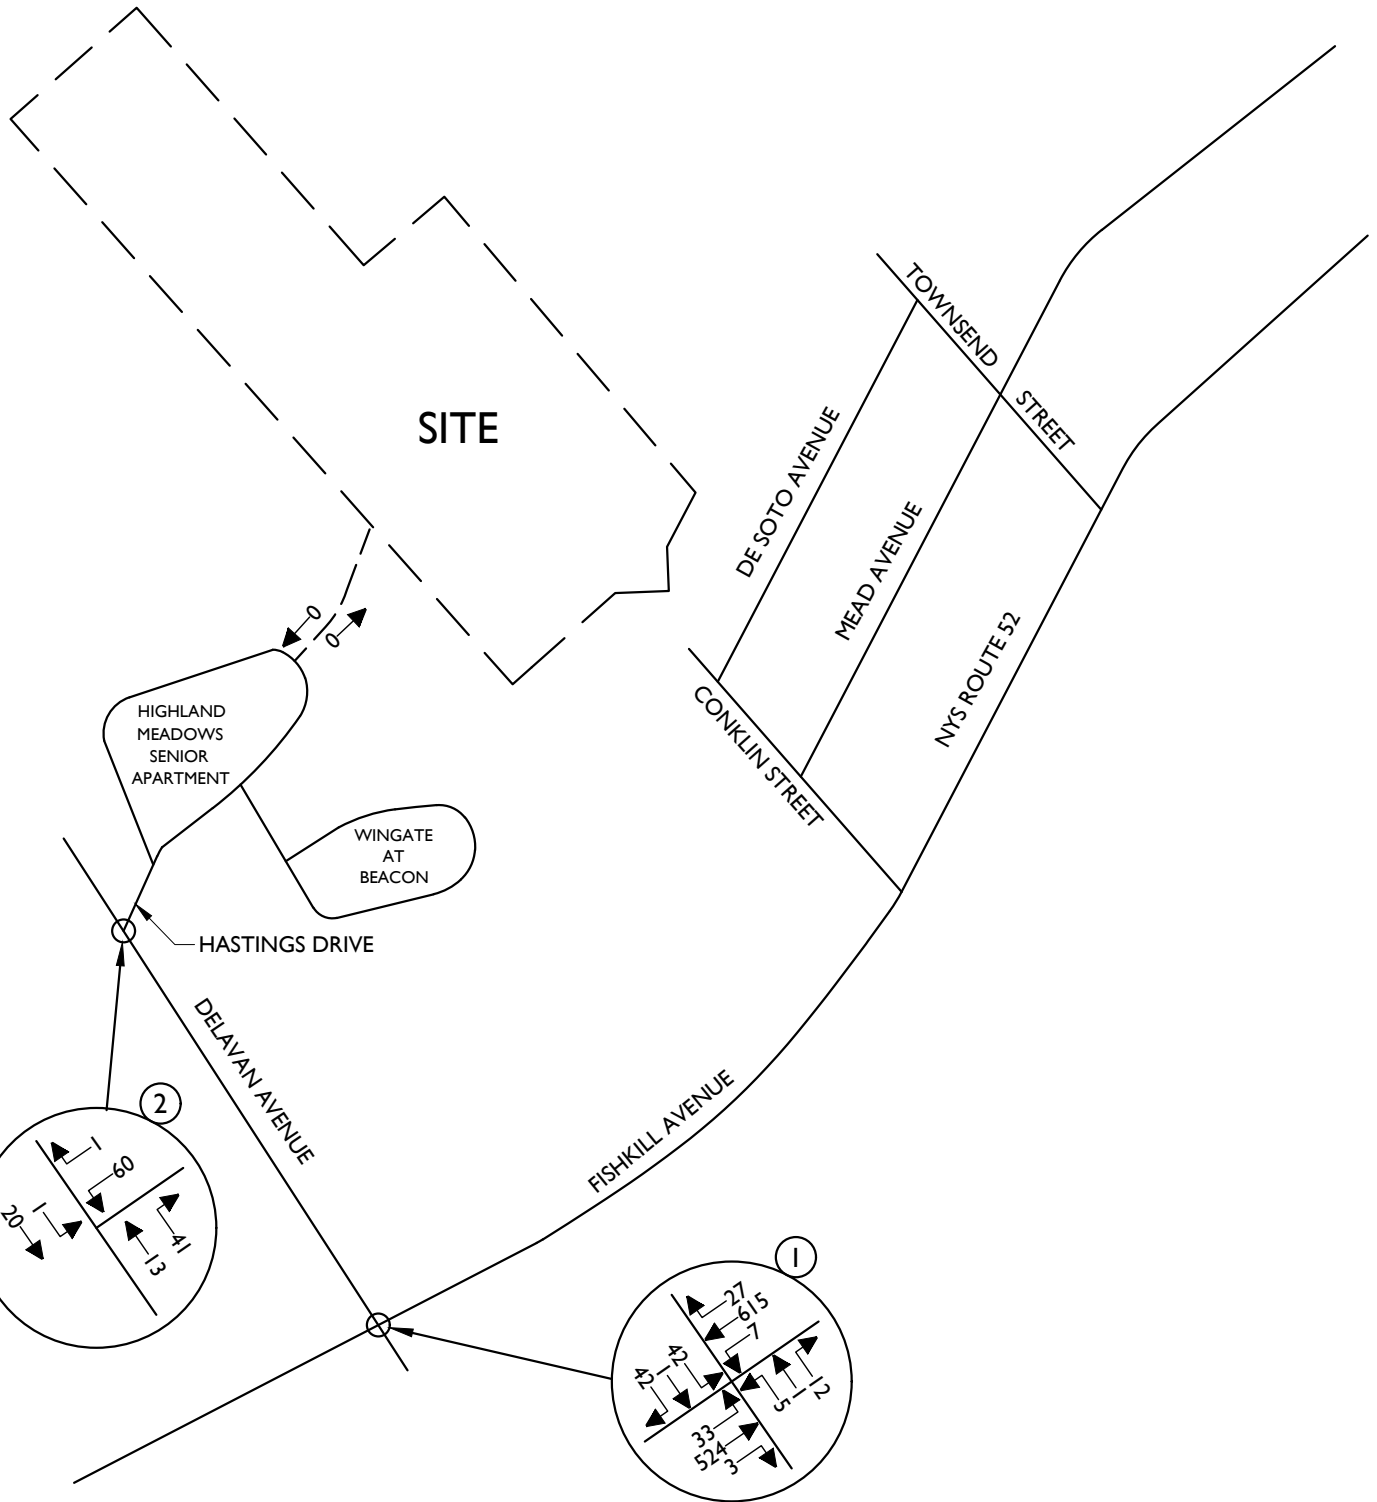 TOWNSEND
STREET
SITE
DE SOTO AVENUE
MEAD AVENUE
0
0
NYS ROUTE 52
CONKLIN STREET
HIGHLAND
MEADOWS
SENIOR
APARTMENT
WINGATE
AT
BEACON
HASTINGS DRIVE
DELAVAN AVENUE
FISHKILL AVENUE
2
1
60
20
1
13
41
1
27
615
7
42
1
42
33
524
3
5
1
12